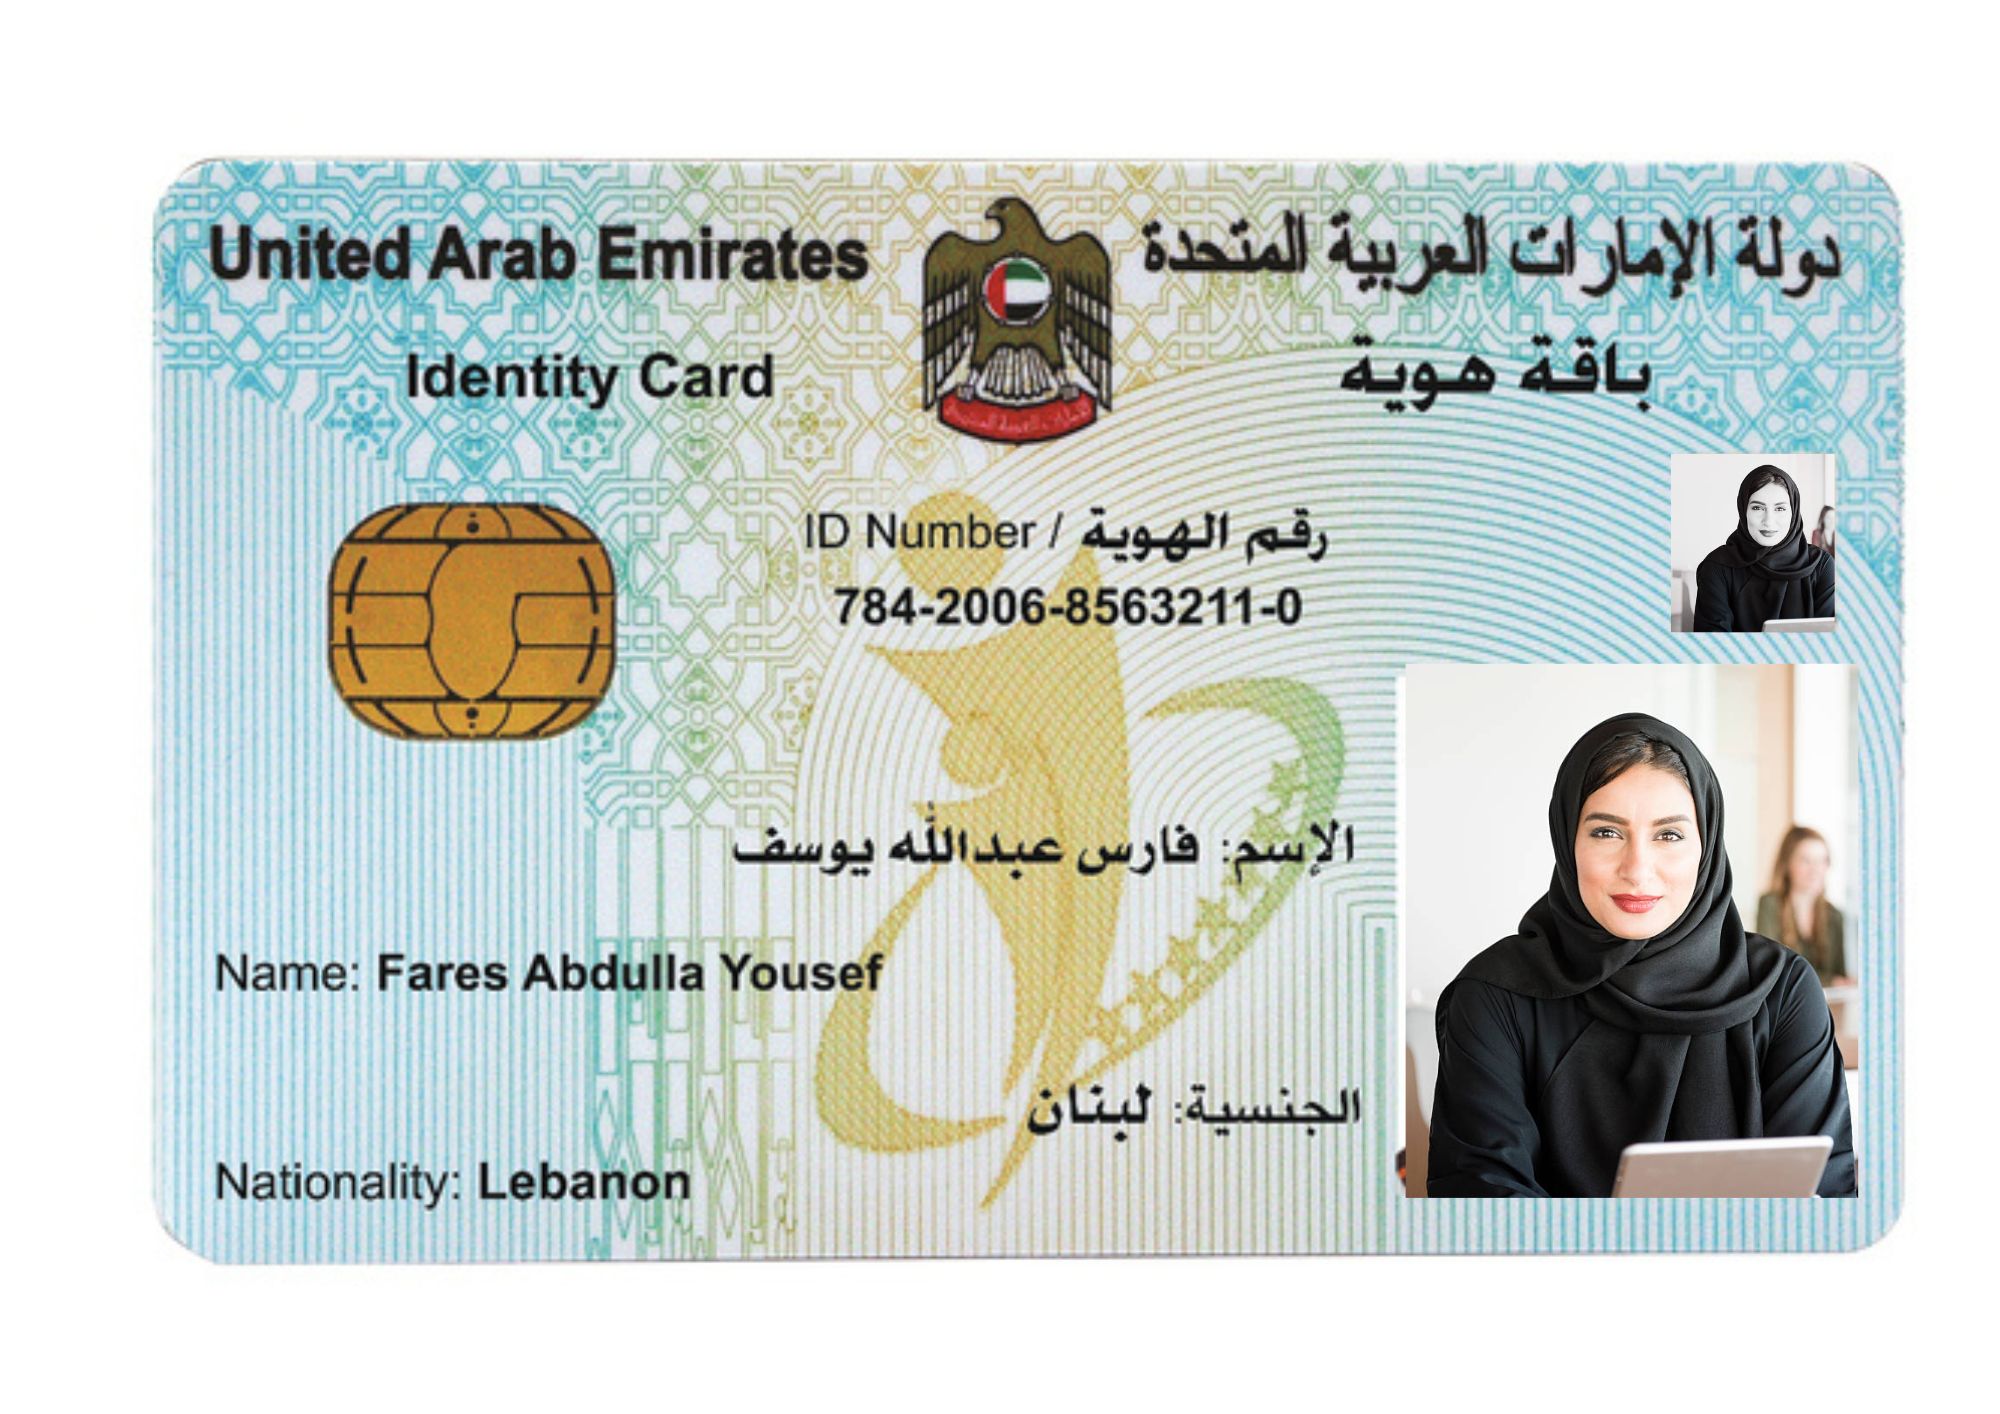 United Arab Emirates
دولة الإمارات العربية المتحدة
Identity Card
باقة هوية
ID Number / رقم الهوية
784-2006-8563211-0
الإسم: فارس عبدالله يوسف
Name: Fares Abdulla Yousef
الجنسية: لبنان
Nationality: Lebanon